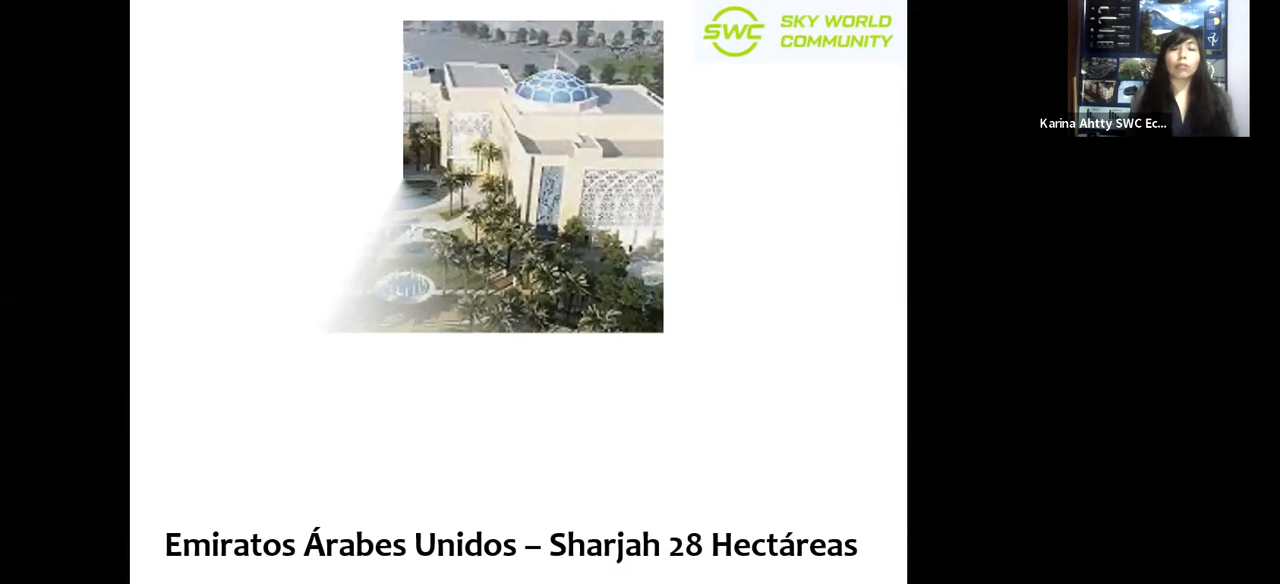 SWC
SKY WORLD
COMMUNITY
Karina Ahtty SWC Ec...
Emiratos Árabes Unidos – Sharjah 28 Hectáreas